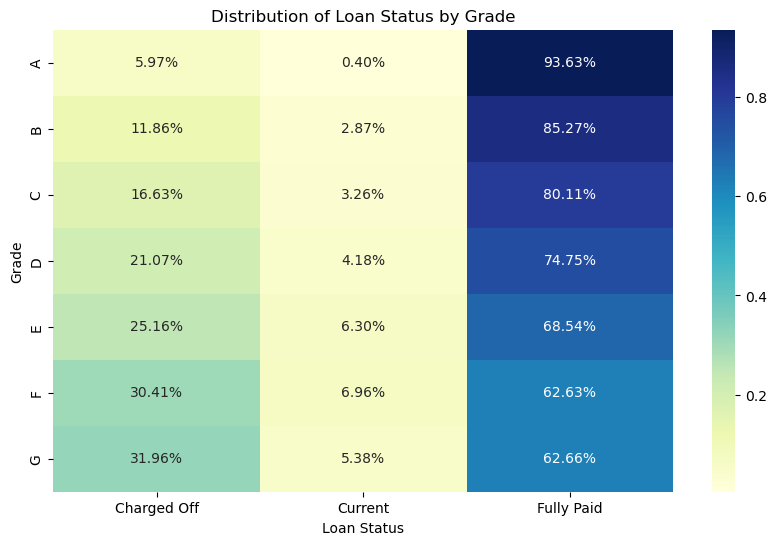 Distribution of Loan Status by Grade
A 5.97% 0.40% 93.63%
B 11.86% 2.87% 85.27%
C 16.63% 3.26% 80.11%
D 21.07% 4.18% 74.75%
E 25.16% 6.30% 68.54%
F 30.41% 6.96% 62.63%
G 31.96% 5.38% 62.66%
Grade
Charged Off Current Fully Paid
Loan Status
0.8
0.6
0.4
0.2